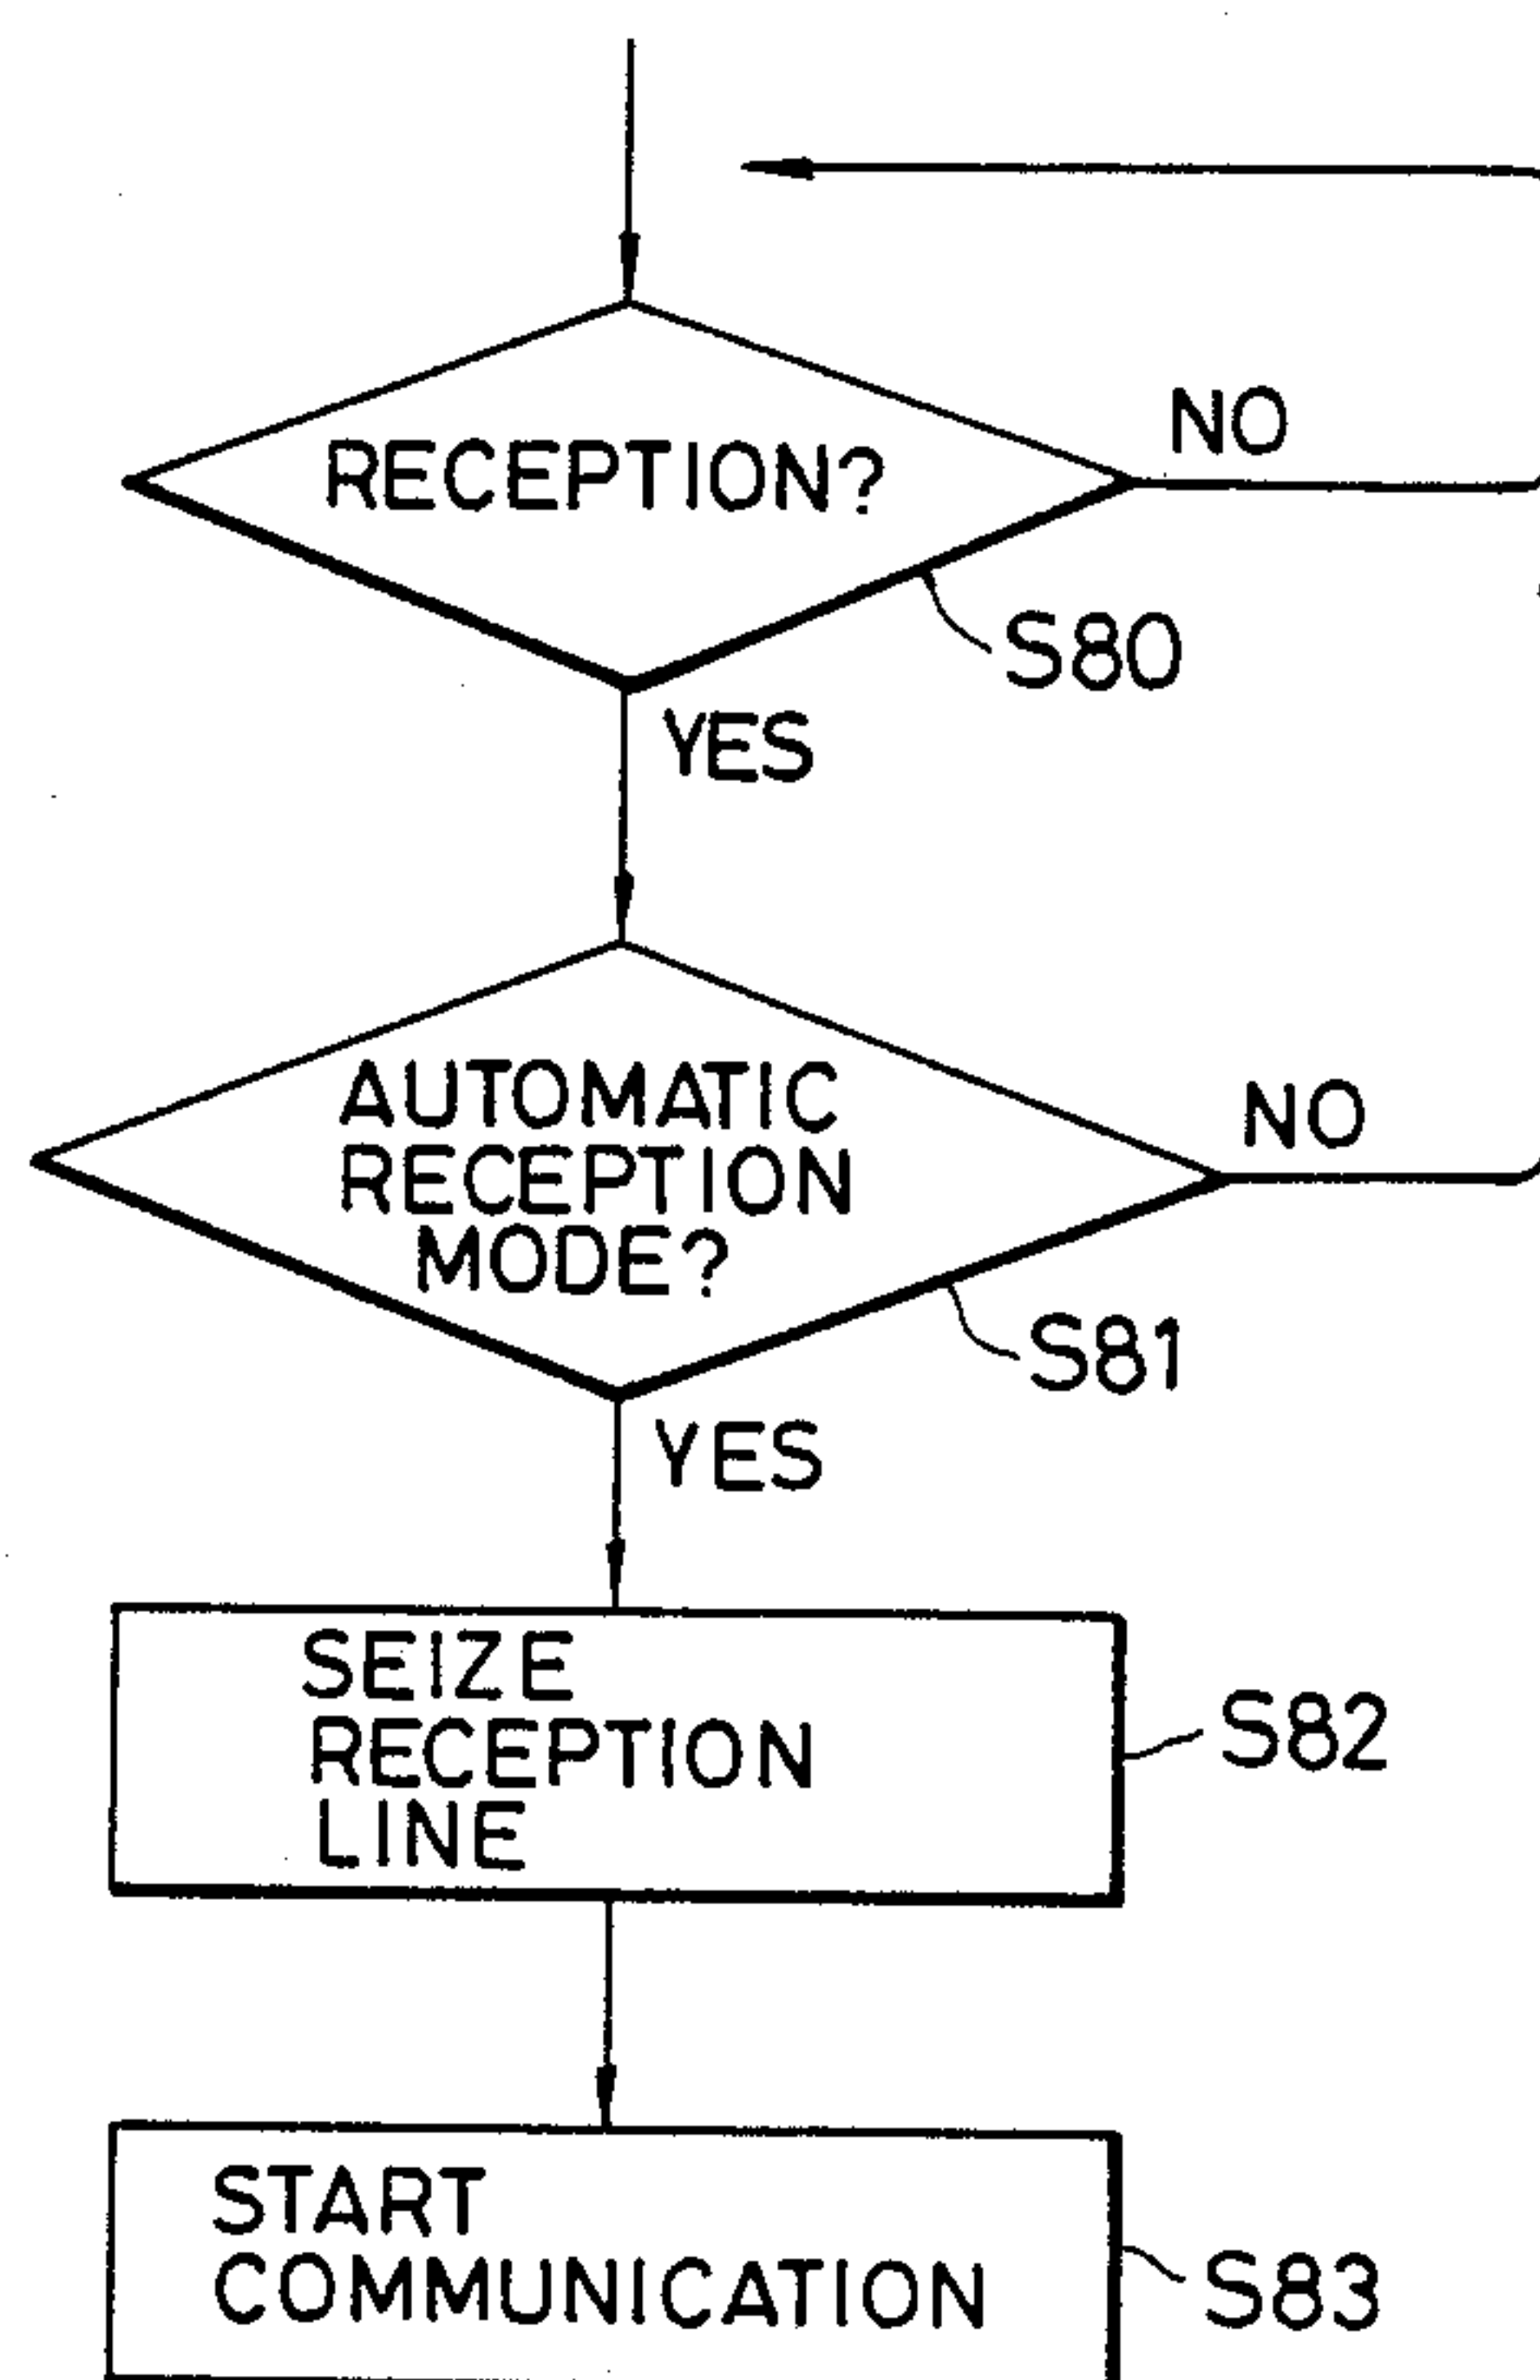 RECEPTION?
NO
S80
YES
AUTOMATIC
RECEPTION
MODE?
NO
S81
YES
SEIZE
RECEPTION
LINE
S82
START
COMMUNICATION
S83